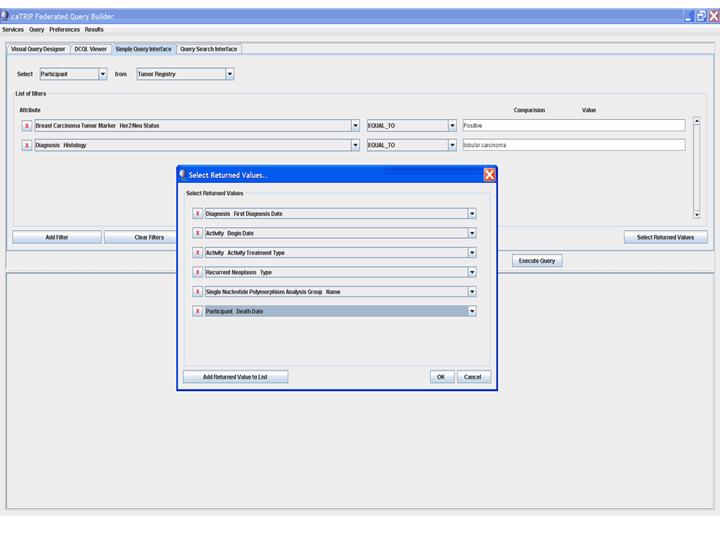 caTRIP Federated Query Builder
Services Query Preferences Results
Visual Query Designer DCQL Viewer Simple Query Interface Query Search Interface
Select Participant from Tumor Registry
List of filters
Attribute Comparision Value
X Breast Carcinoma Tumor Marker Her2/Neu Status EQUAL_TO Positive
X Diagnosis Histology EQUAL_TO lobular carcinoma
Add Filter Clear Filters Select Returned Values
Execute Query
Select Returned Values..
Select Returned Values
X Diagnosis First Diagnosis Date
X Activity Begin Date
X Activity Activity Treatment Type
X Recurrent Neoplasm Type
X Single Nucleotide Polymorphism Analysis Group Name
X Participant Death Date
Add Returned Value to List OK Cancel